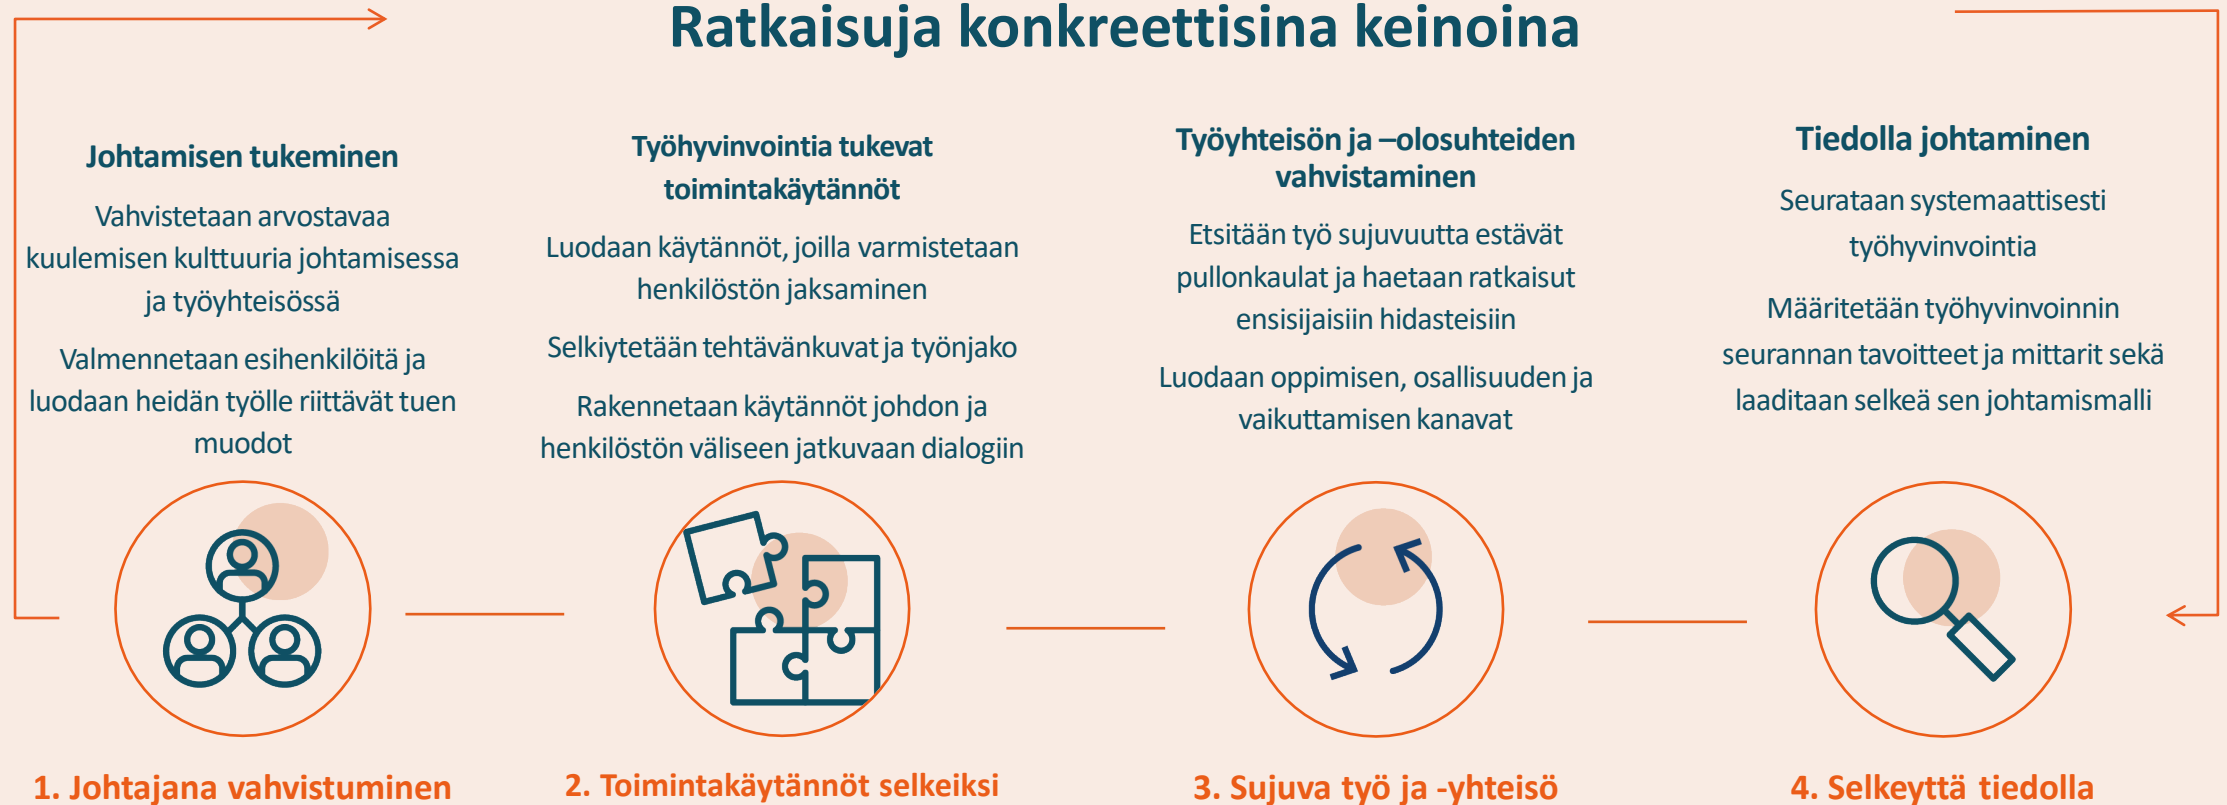 Ratkaisuja konkreettisina keinoina
Johtamisen tukeminen
Vahvistetaan arvostavaa
kuulemisen kulttuuria johtamisessa
ja työyhteisössä
Valmennetaan esihenkilöitä ja
luodaan heidän työlle riittävät tuen
muodot
1. Johtajana vahvistuminen
Työhyvinvointia tukevat
toimintakäytännöt
Luodaan käytännöt, joilla varmistetaan
henkilöstön jaksaminen
Selkiytetään tehtävänkuvat ja työnjako
Rakennetaan käytännöt johdon ja
henkilöstön väliseen jatkuvaan dialogiin
2. Toimintakäytännöt selkeiksi
Työyhteisön ja –olosuhteiden
vahvistaminen
Etsitään työ sujuvuutta estävät
pullonkaulat ja haetaan ratkaisut
ensisijaisiin hidasteisiin
Luodaan oppimisen, osallisuuden ja
vaikuttamisen kanavat
3. Sujuva työ ja -yhteisö
Tiedolla johtaminen
Seurataan systemaattisesti
työhyvinvointia
Määritetään työhyvinvoinnin
seurannan tavoitteet ja mittarit sekä
laaditaan selkeä sen johtamismalli
4. Selkeyttä tiedolla